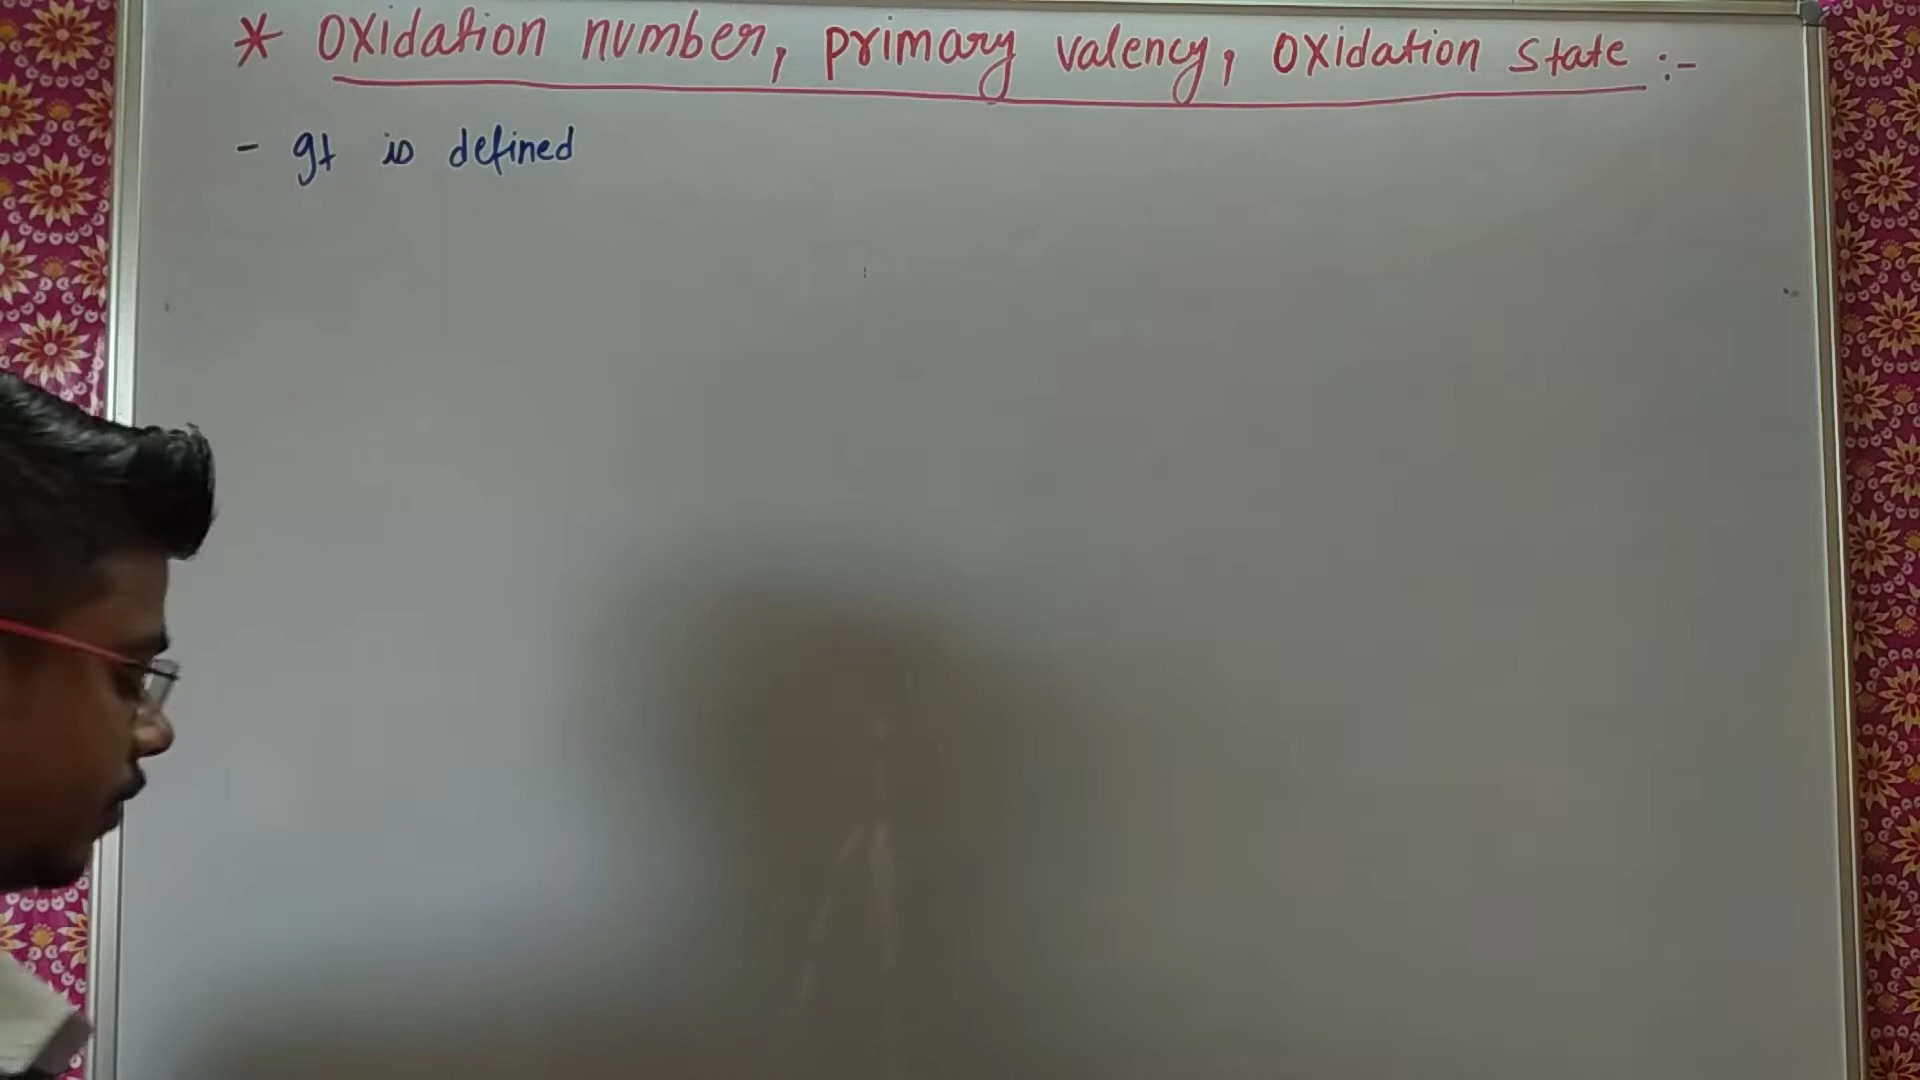 * Oxidation number, primary valency, Oxidation state :-
- It is defined